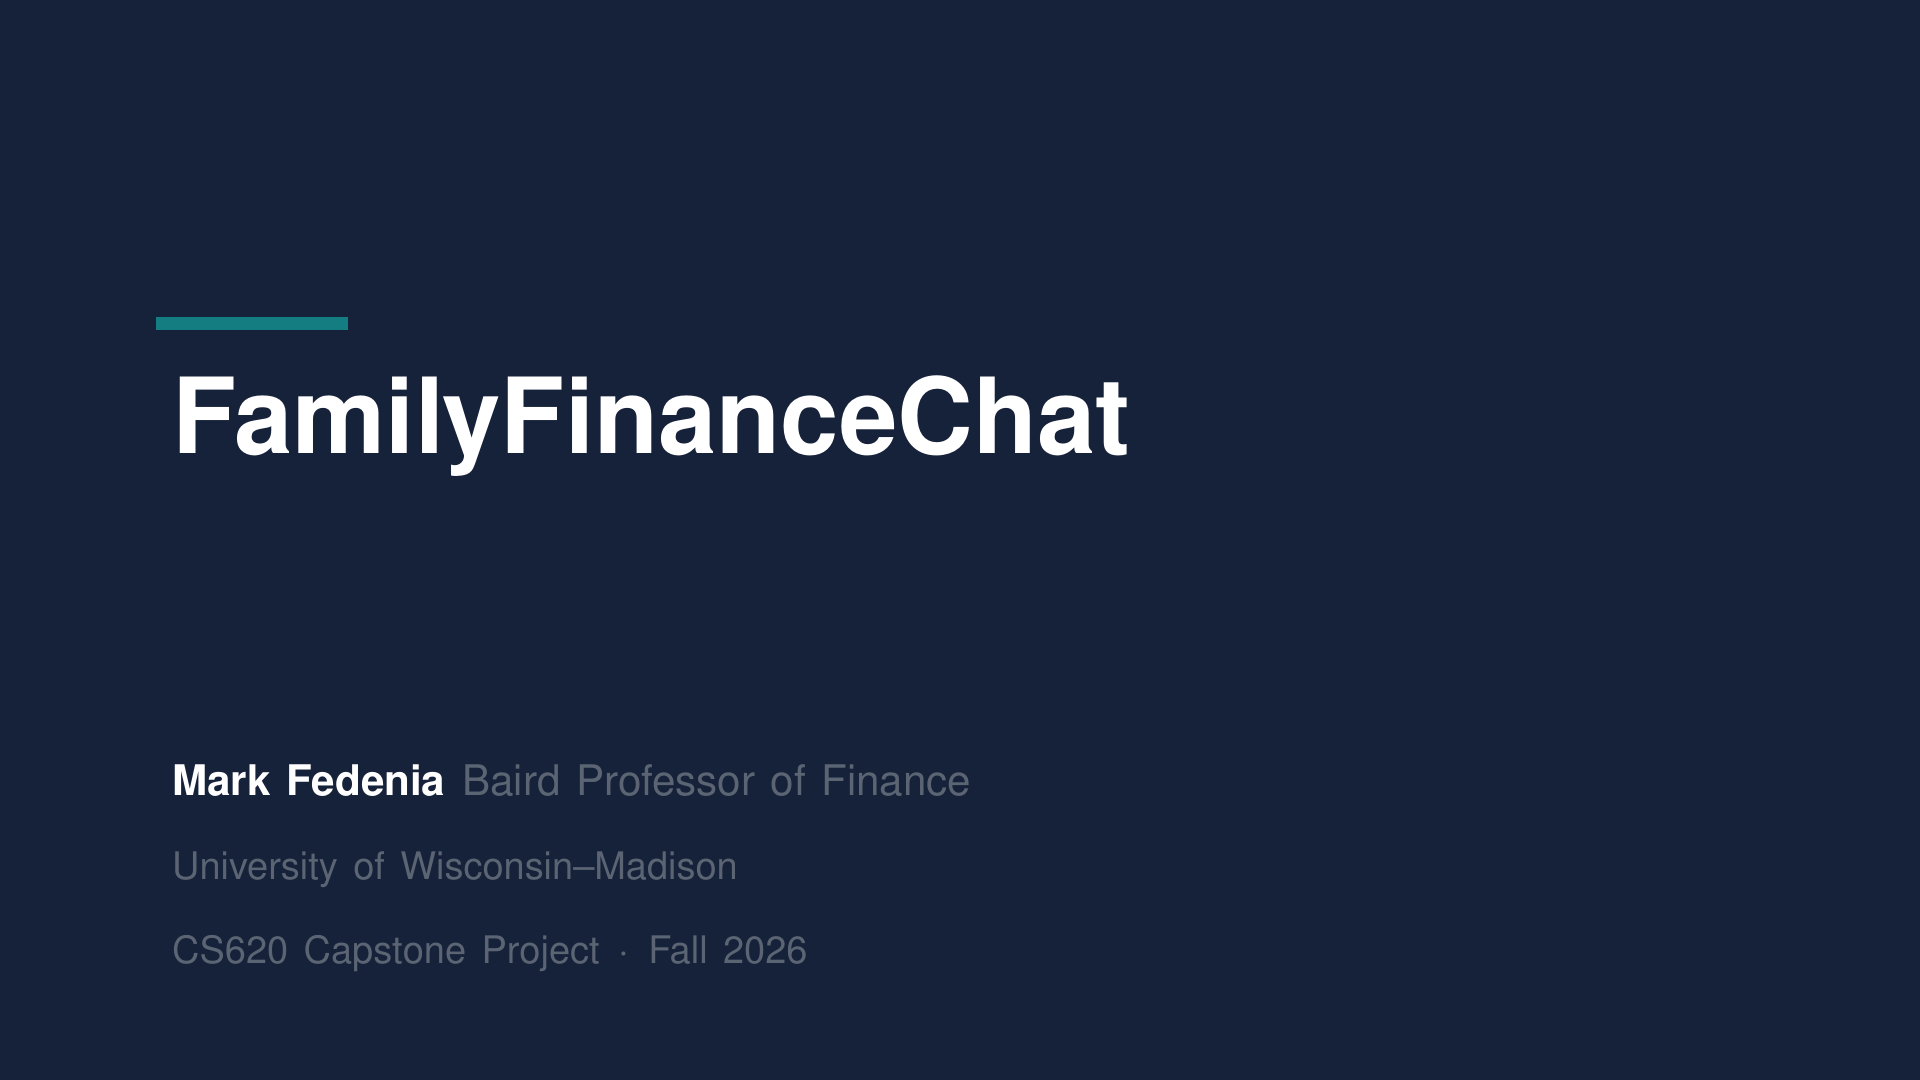 FamilyFinanceChat
Mark Fedenia Baird Professor of Finance
University of Wisconsin–Madison
CS620 Capstone Project · Fall 2026